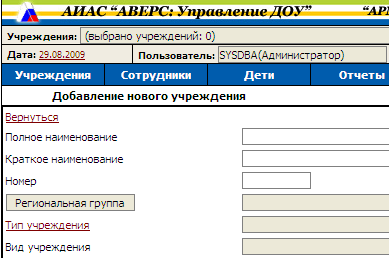 АИАС “АВЕРС: Управление ДОУ” “АР
Учреждения: (выбрано учреждений: 0)
Дата: 29.08.2009 Пользователь: SYSDBA(Администратор)
Учреждения Сотрудники Дети Отчеты
Добавление нового учреждения
Вернуться
Полное наименование
Краткое наименование
Номер
Региональная группа
Тип учреждения
Вид учреждения